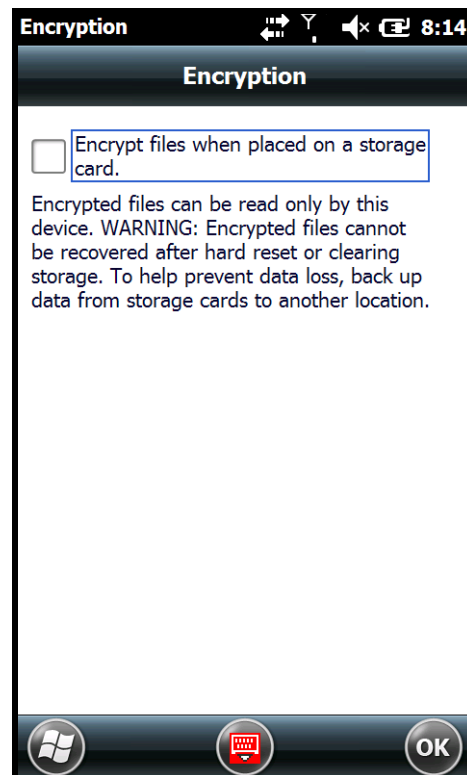 Encryption 8:14
Encryption
Encrypt files when placed on a storage
card.
Encrypted files can be read only by this
device. WARNING: Encrypted files cannot
be recovered after hard reset or clearing
storage. To help prevent data loss, back up
data from storage cards to another location.
OK